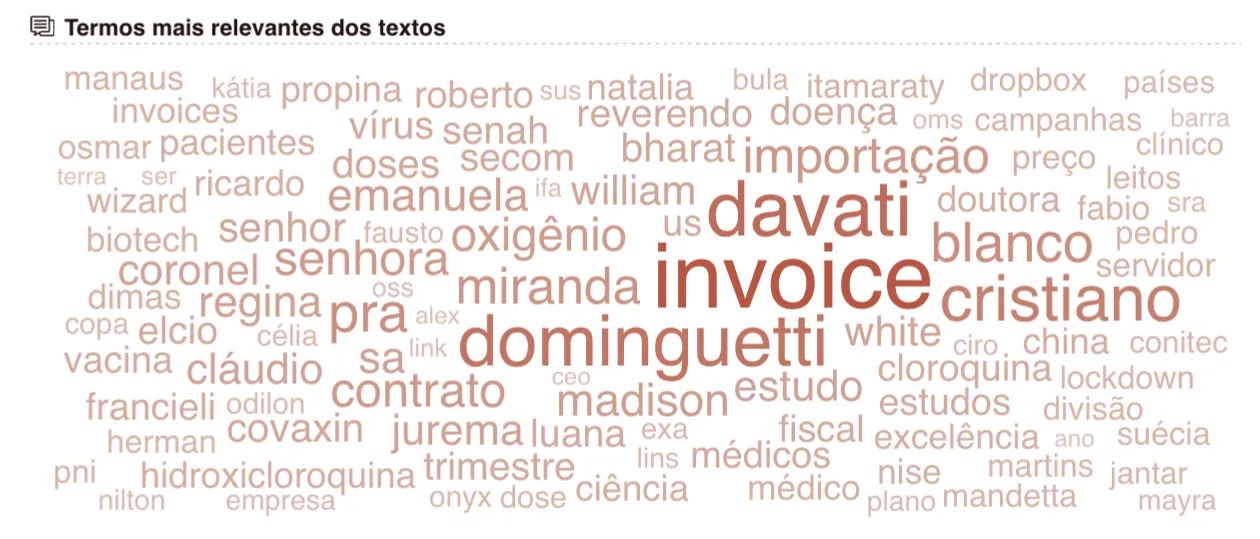 Termos mais relevantes dos textos
manaus kátia propina roberto sus natalia bula itamaraty dropbox países
invoices vírus senah reverendo doença oms campanhas barra
osmar pacientes doses secom bharat importação preço clínico
terra ser ricardo emanuela ifa william davati doutora leitos
wizard fabio sra
biotech senhor fausto oxigênio us blanco pedro
coronel senhora miranda invoice cristiano servidor
dimas regina oss
copa elcio célia pra alex dominguetti white ciro china conitec
vacina cláudio sa link cloroquina lockdown
francieli odilon contrato ceo madison estudo estudos divisão
herman covaxin jurema luana exa fiscal excelência ano suécia
pni hidroxicloroquina trimestre lins médicos nise martins jantar
nilton empresa onyx dose ciência médico plano mandetta mayra